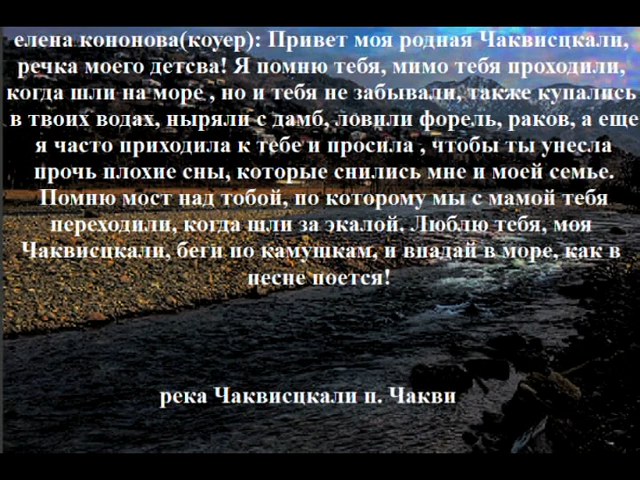 елена кононова(коуер): Привет моя родная Чаквисцкали,
речка моего детсва! Я помню тебя, мимо тебя проходили,
когда шли на море , но и тебя не забывали, также купались
в твоих водах, ныряли с дамб, ловили форель, раков, а еще
я часто приходила к тебе и просила , чтобы ты унесла
прочь плохие сны, которые снились мне и моей семье.
Помню мост над тобой, по которому мы с мамой тебя
переходили, когда шли за экалой. Люблю тебя, моя
Чаквисцкали, беги по камушкам, и впадай в море, как в
песне поется!
река Чаквисцкали п. Чакви